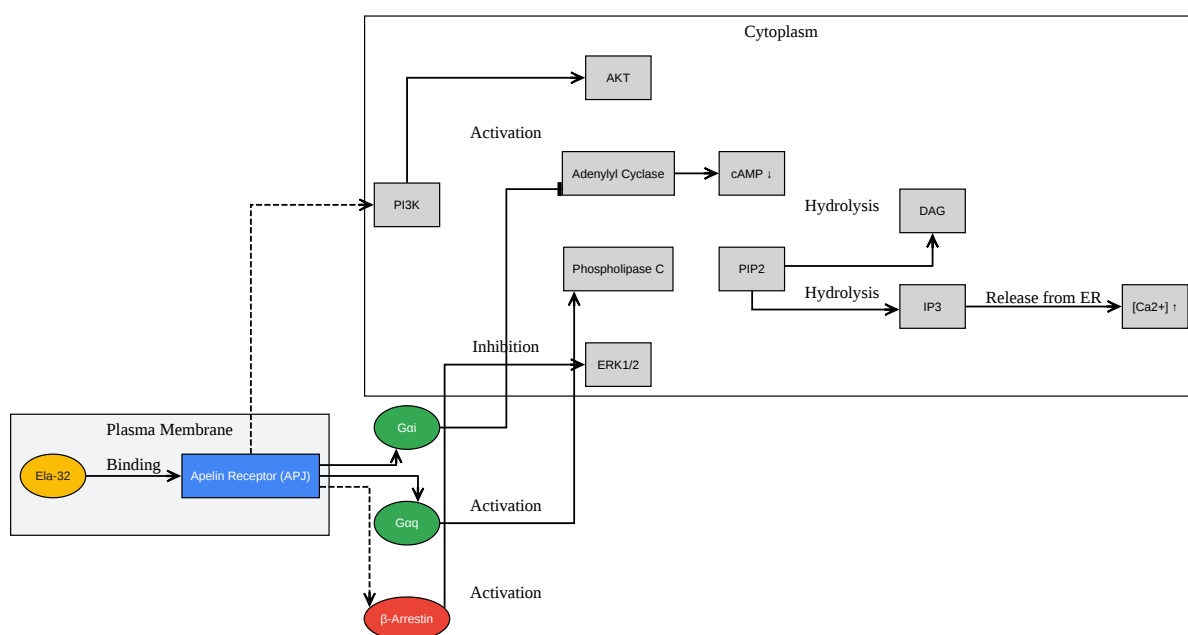 Cytoplasm
AKT
Activation
Adenylyl Cyclase
cAMP ↓
PI3K
Hydrolysis
DAG
Phospholipase C
PIP2
Hydrolysis
IP3
Release from ER
[Ca2+] ↑
Inhibition
ERK1/2
Plasma Membrane
Gαi
Ela-32
Binding
Apelin Receptor (APJ)
Gαq
Activation
Activation
β-Arrestin